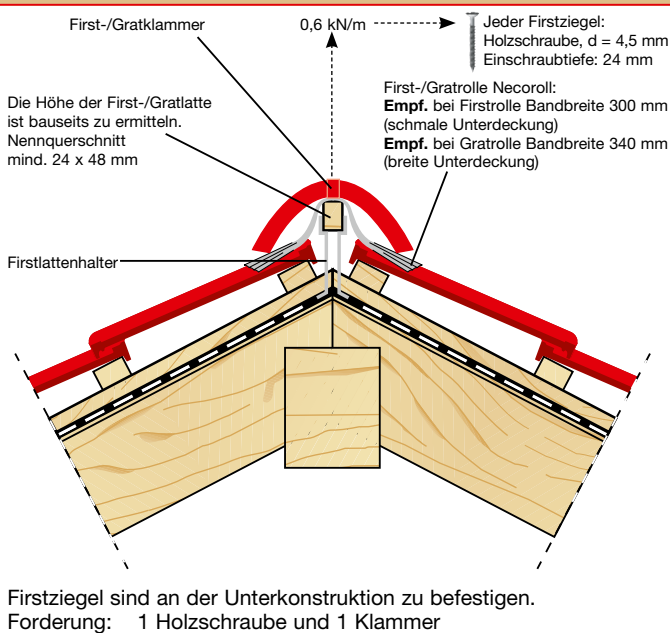 First-/Gratklammer
0,6 kN/m
Jeder Firstziegel:
Holzschraube, d = 4,5 mm
Einschraubtiefe: 24 mm
Die Höhe der First-/Gratlatte
ist bauseits zu ermitteln.
Nennquerschnitt
mind. 24 x 48 mm
First-/Gratrolle Necoroll:
Empf. bei Firstrolle Bandbreite 300 mm
(schmale Unterdeckung)
Empf. bei Gratrolle Bandbreite 340 mm
(breite Unterdeckung)
Firstlattenhalter
Firstziegel sind an der Unterkonstruktion zu befestigen.
Forderung: 1 Holzschraube und 1 Klammer